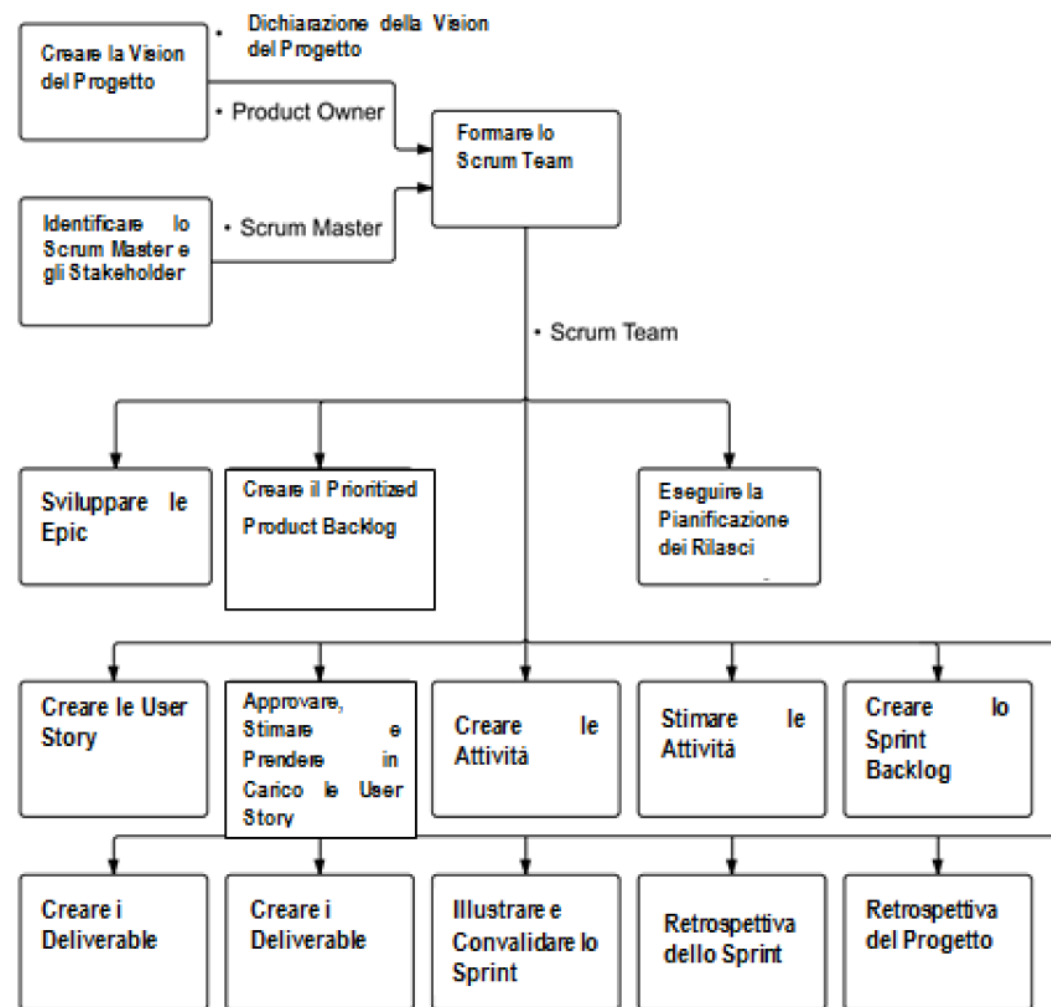 Creare la Vision
del Progetto
• Dichiarazione della Vision
del Progetto
• Product Owner
Formare lo
Scrum Team
Identificare lo
Scrum Master e
gli Stakeholder
• Scrum Master
• Scrum Team
Sviluppare le
Epic
Creare il Prioritized
Product Backlog
Eseguire la
Pianificazione
dei Rilasci
Creare le User
Story
Approvare,
Stimare e
Prendere in
Carico le User
Story
Creare le
Attività
Stimare le
Attività
Creare lo
Sprint
Backlog
Creare i
Deliverable
Creare i
Deliverable
Illustrare e
Convalidare lo
Sprint
Retrospettiva
dello Sprint
Retrospettiva
del Progetto